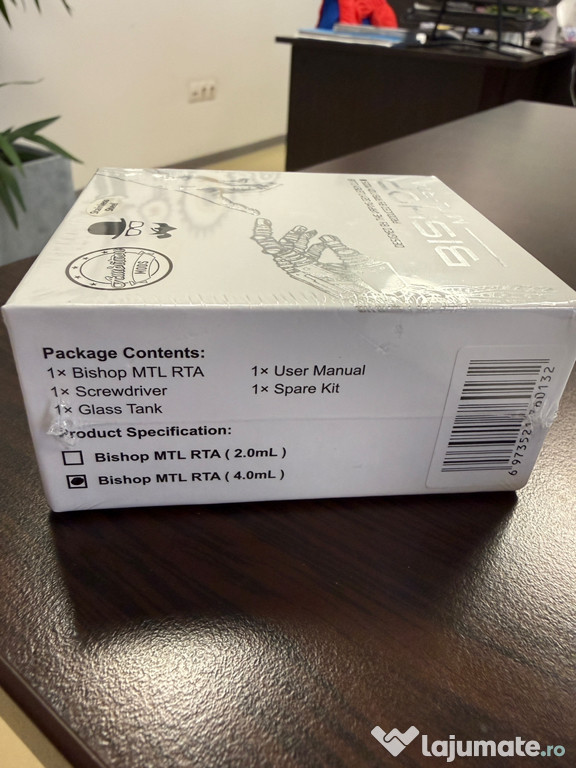 MODS
Package Contents:
1× Bishop MTL RTA
1× Screwdriver
1× Glass Tank
1× User Manual
1× Spare Kit
Product Specification:
Bishop MTL RTA ( 2.0mL )
Bishop MTL RTA ( 4.0mL )
lajumate.ro